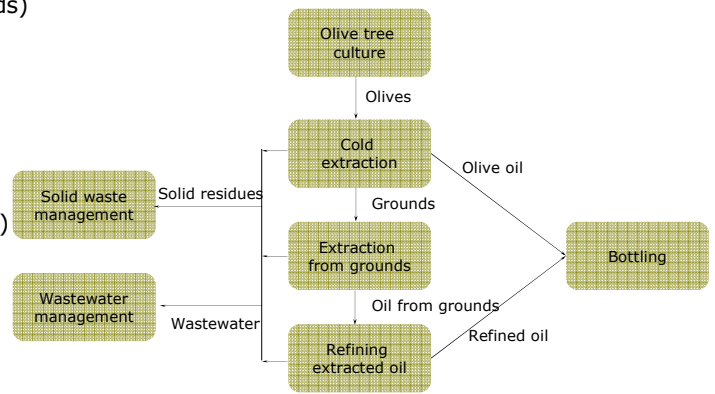 ds)
Olive tree
culture
Olives
Cold
extraction
Olive oil
Solid waste
management
Solid residues
Grounds
)
Extraction
from grounds
Bottling
Wastewater
management
Wastewater
Oil from grounds
Refined oil
Refining
extracted oil